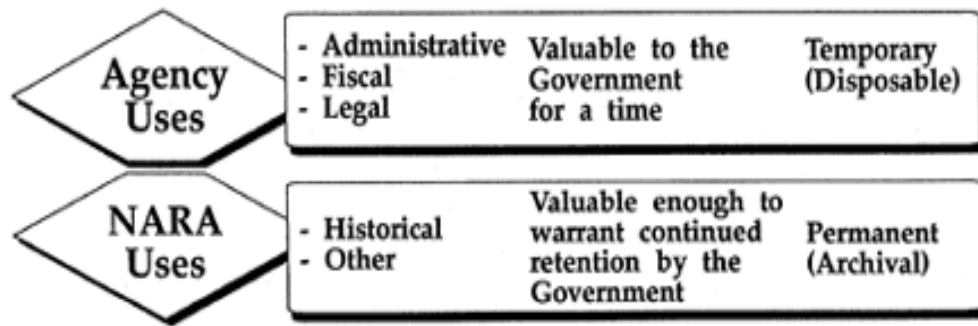 Agency
Uses
- Administrative
- Fiscal
- Legal
Valuable to the
Government
for a time
Temporary
(Disposable)
NARA
Uses
- Historical
- Other
Valuable enough to
warrant continued
retention by the
Government
Permanent
(Archival)